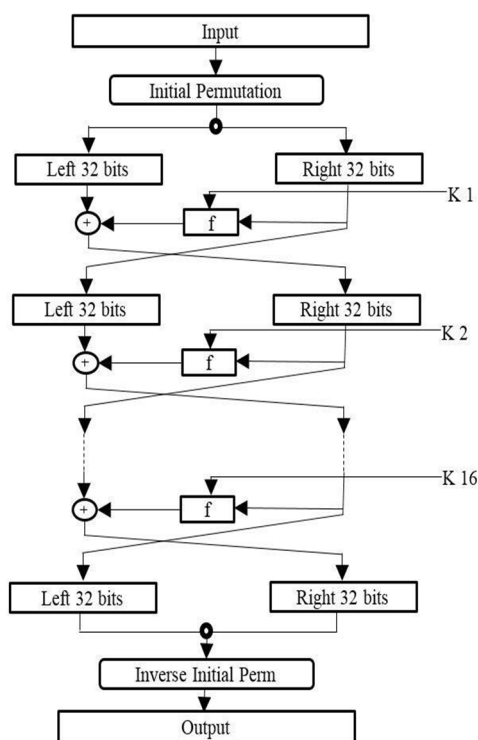 Input
Initial Permutation
Left 32 bits
Right 32 bits
K 1
+
f
Left 32 bits
Right 32 bits
K 2
+
f
K 16
+
f
Left 32 bits
Right 32 bits
Inverse Initial Perm
Output